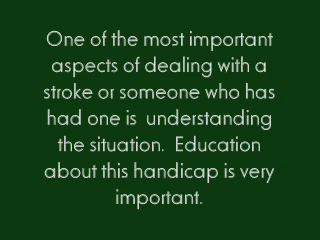 One of the most important
aspects of dealing with a
stroke or someone who has
had one is  understanding
the situation.  Education
about this handicap is very
important.